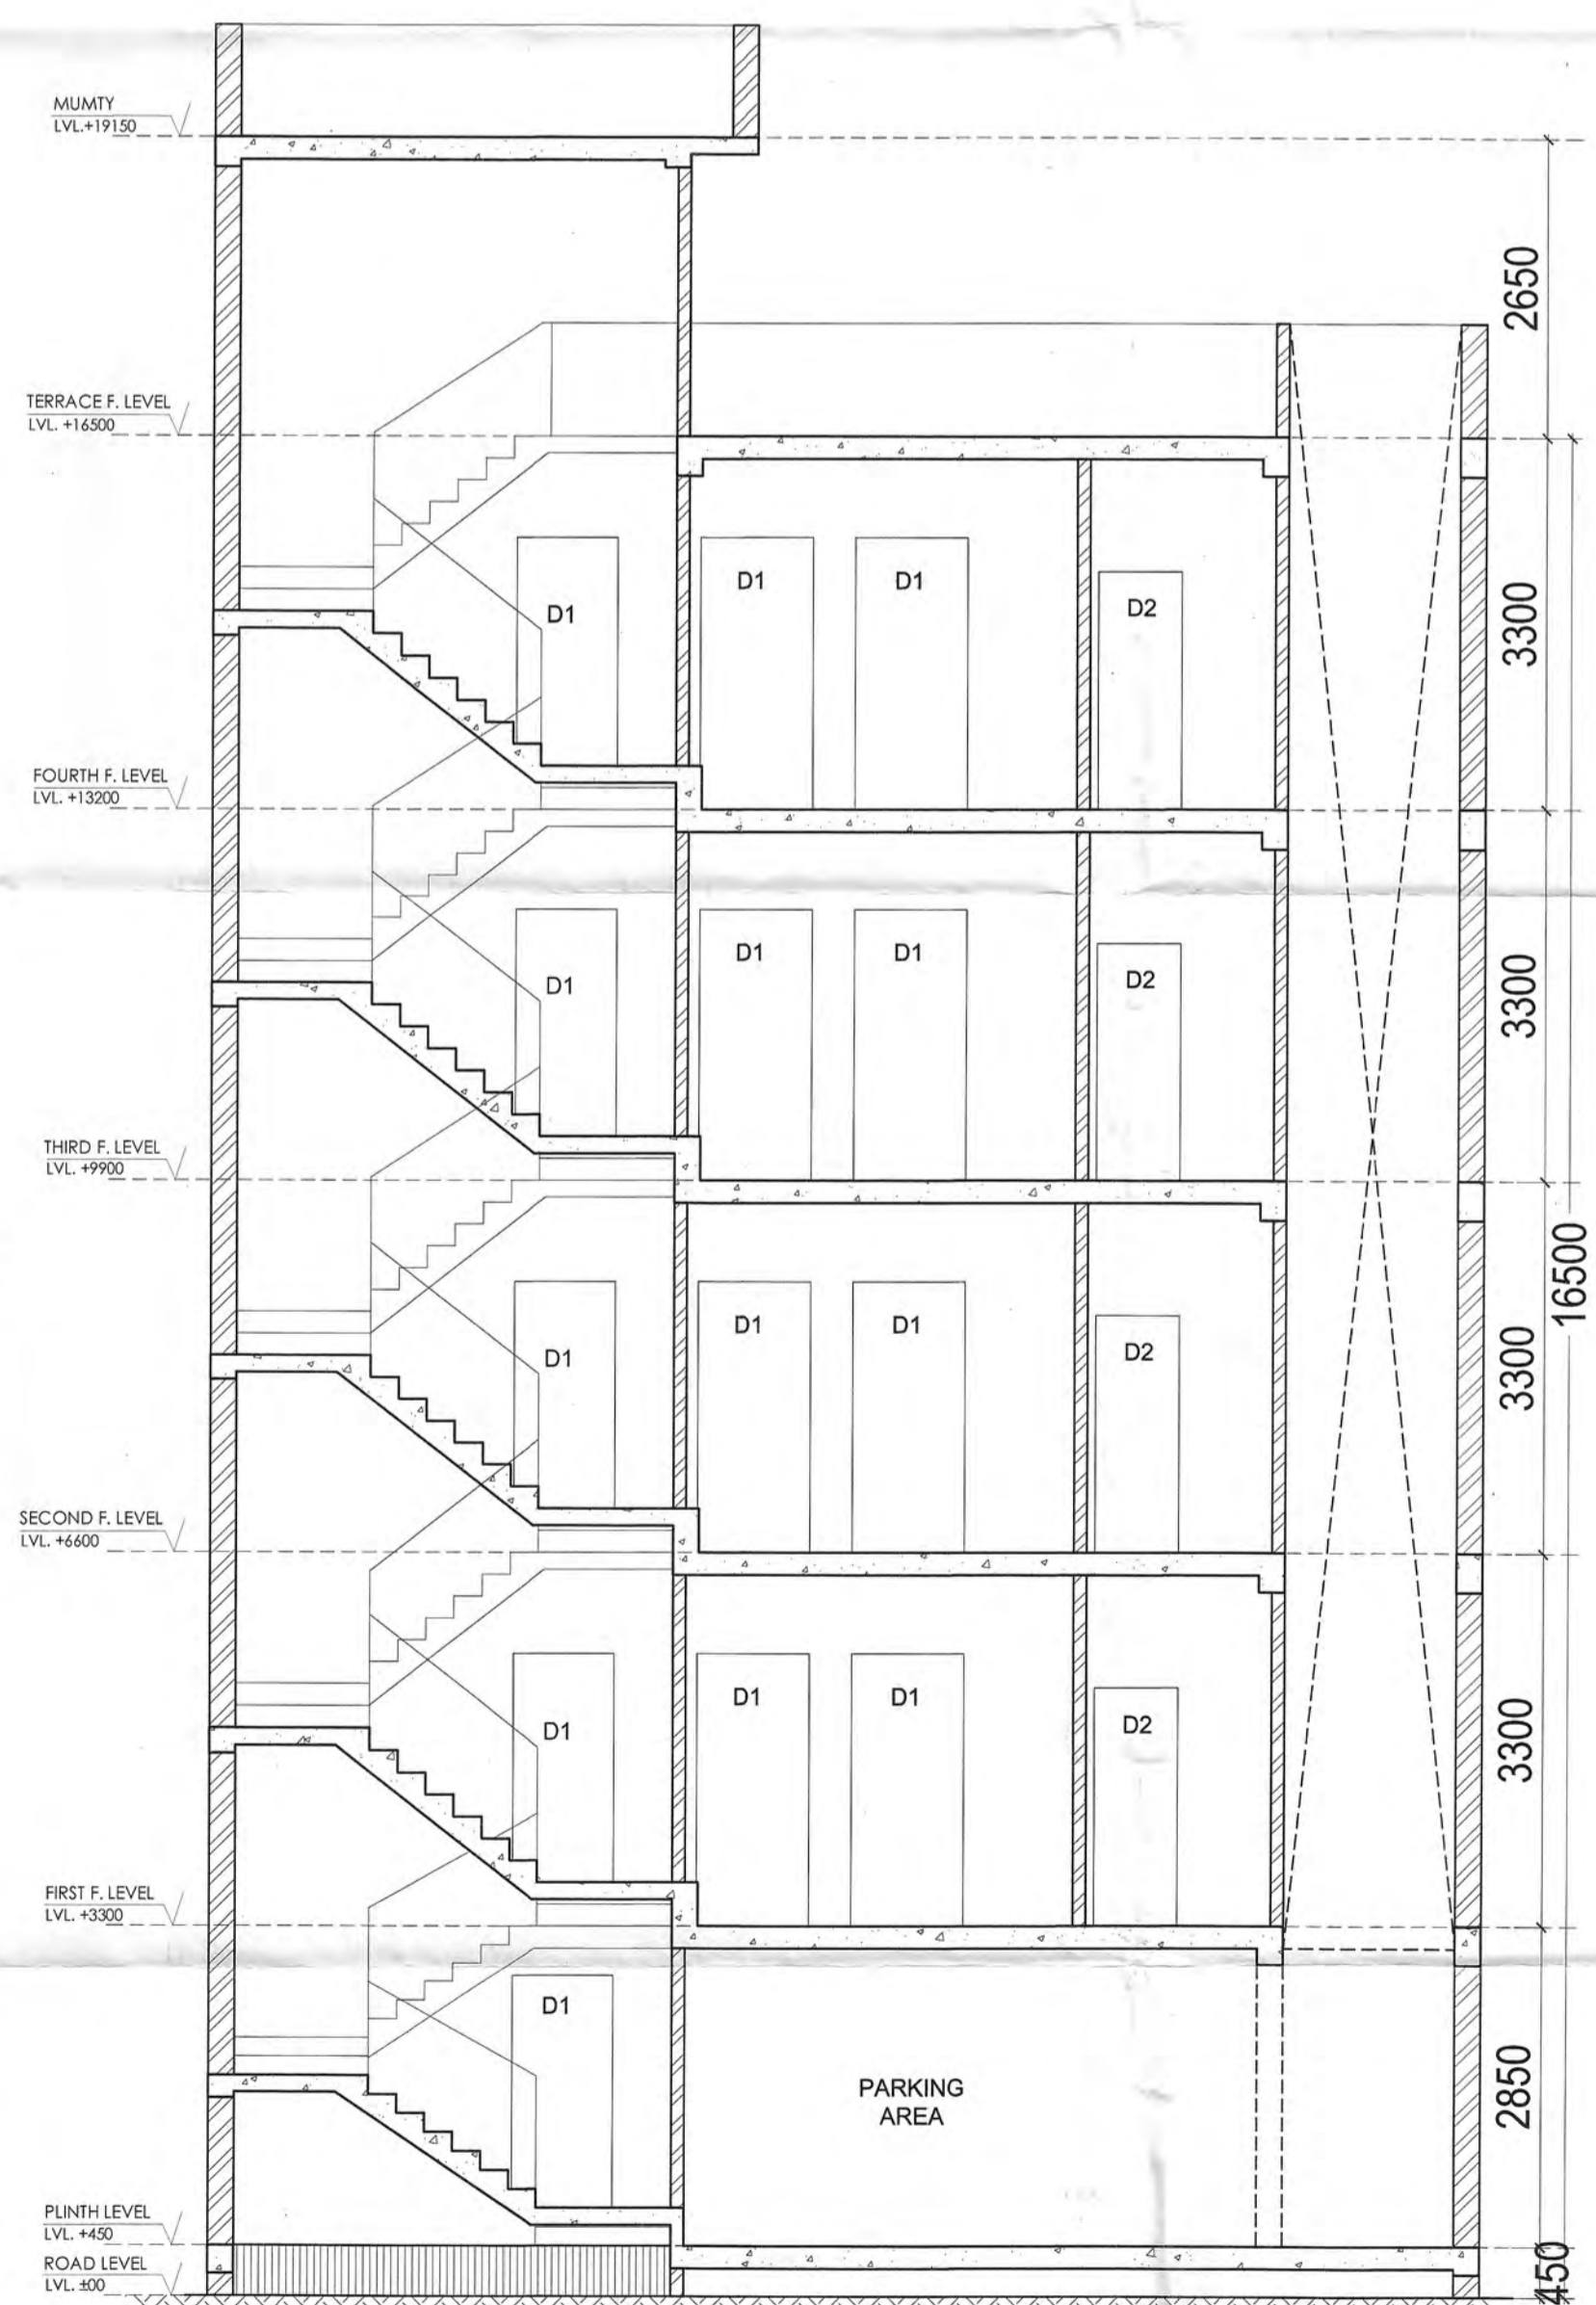 MUMTY
LVL.+19150
2650
TERRACE F. LEVEL
LVL. +16500
D1
D1
D1
D2
3300
FOURTH F. LEVEL
LVL. +13200
D1
D1
D1
D2
3300
THIRD F. LEVEL
LVL. +9900
16500
D1
D1
D1
D2
3300
SECOND F. LEVEL
LVL. +6600
D1
D1
D1
D2
3300
FIRST F. LEVEL
LVL. +3300
D1
PARKING
AREA
2850
PLINTH LEVEL
LVL. +450
ROAD LEVEL
LVL. ±00
450